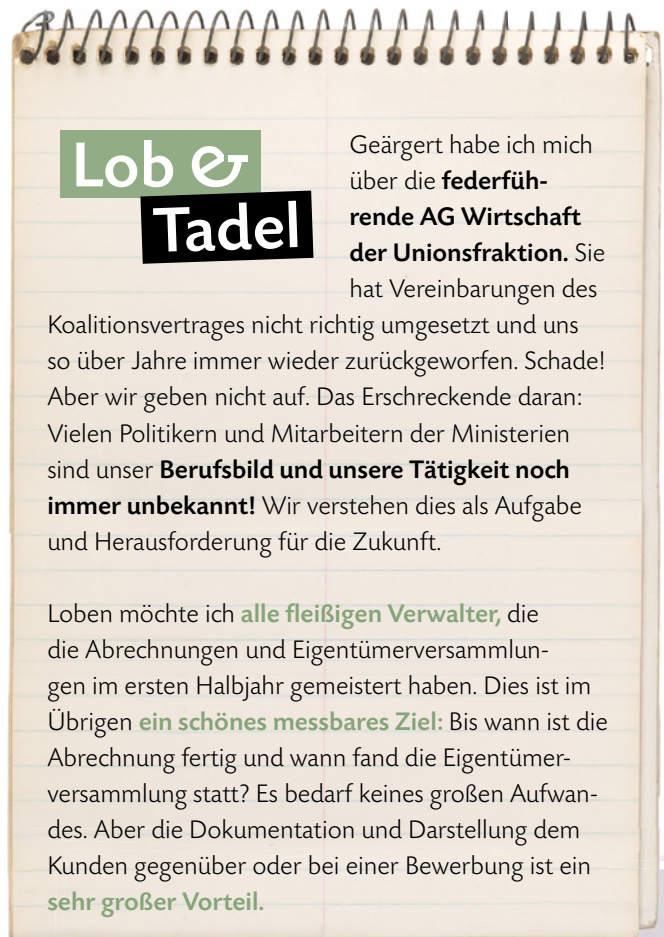 Lob &
Tadel
Geärgert habe ich mich
über die federfüh-
rende AG Wirtschaft
der Unionsfraktion. Sie
hat Vereinbarungen des
Koalitionsvertrages nicht richtig umgesetzt und uns
so über Jahre immer wieder zurückgeworfen. Schade!
Aber wir geben nicht auf. Das Erschreckende daran:
Vielen Politikern und Mitarbeitern der Ministerien
sind unser Berufsbild und unsere Tätigkeit noch
immer unbekannt! Wir verstehen dies als Aufgabe
und Herausforderung für die Zukunft.
Loben möchte ich alle fleißigen Verwalter, die
die Abrechnungen und Eigentümerversammlun-
gen im ersten Halbjahr gemeistert haben. Dies ist im
Übrigen ein schönes messbares Ziel: Bis wann ist die
Abrechnung fertig und wann fand die Eigentümer-
versammlung statt? Es bedarf keines großen Aufwan-
des. Aber die Dokumentation und Darstellung dem
Kunden gegenüber oder bei einer Bewerbung ist ein
sehr großer Vorteil.